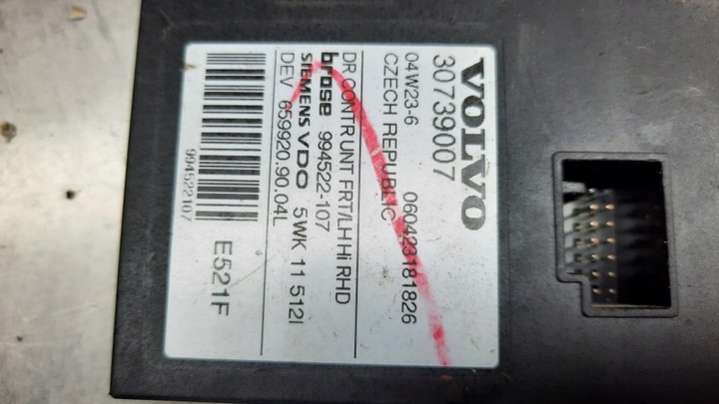 VOLVO
30739007
04W23-6 060423181826
CZECH REPUBLIC
DR CONTR UNT FRT/LH Hi RHD
brose 994522-107
SIEMENS VDO 5WK 11 512I
DEV 659920.90.04L
E521F
994522107